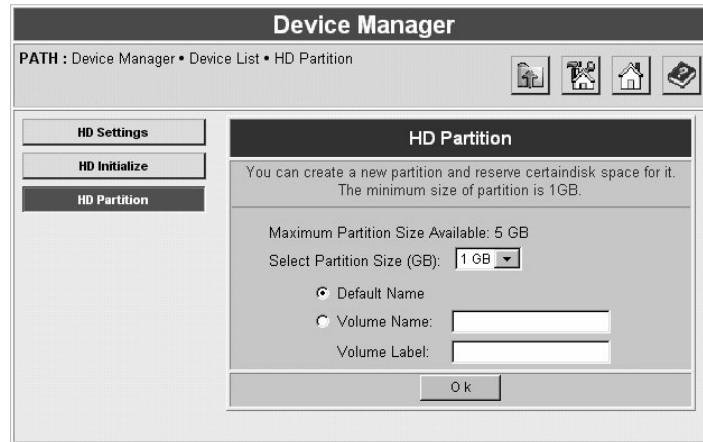 Device Manager
PATH : Device Manager • Device List • HD Partition
HD Settings
HD Initialize
HD Partition
HD Partition
You can create a new partition and reserve certaindisk space for it.
The minimum size of partition is 1GB.
Maximum Partition Size Available: 5 GB
Select Partition Size (GB): 1 GB
Default Name
Volume Name:
Volume Label:
Ok